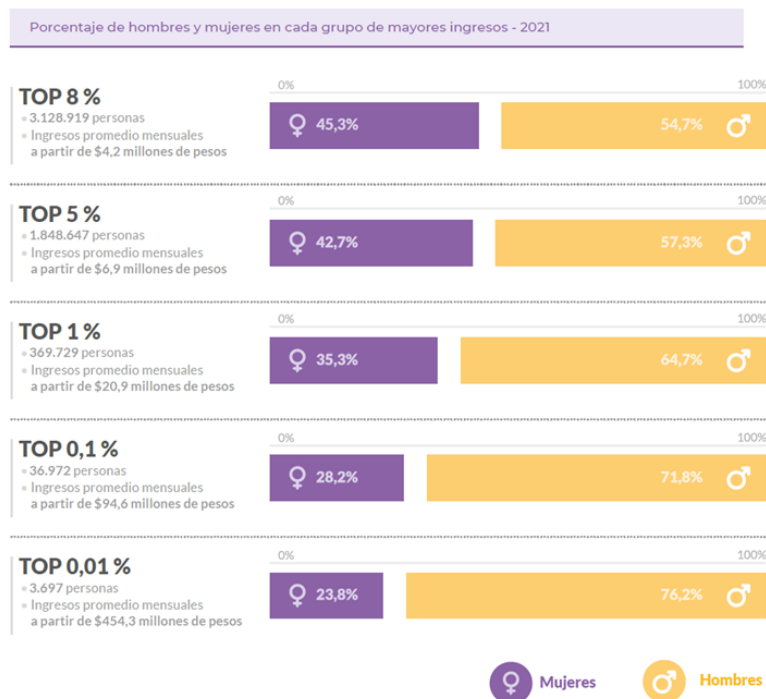 Porcentaje de hombres y mujeres en cada grupo de mayores ingresos - 2021
TOP 8 %
3.128.919 personas
Ingresos promedio mensuales
a partir de $4,2 millones de pesos
0% 100%
45,3% 54,7%
TOP 5 %
1.848.647 personas
Ingresos promedio mensuales
a partir de $6,9 millones de pesos
0% 100%
42,7% 57,3%
TOP 1 %
369.729 personas
Ingresos promedio mensuales
a partir de $20,9 millones de pesos
0% 100%
35,3% 64,7%
TOP 0,1 %
36.972 personas
Ingresos promedio mensuales
a partir de $94,6 millones de pesos
0% 100%
28,2% 71,8%
TOP 0,01 %
3.697 personas
Ingresos promedio mensuales
a partir de $454,3 millones de pesos
0% 100%
23,8% 76,2%
Mujeres Hombres